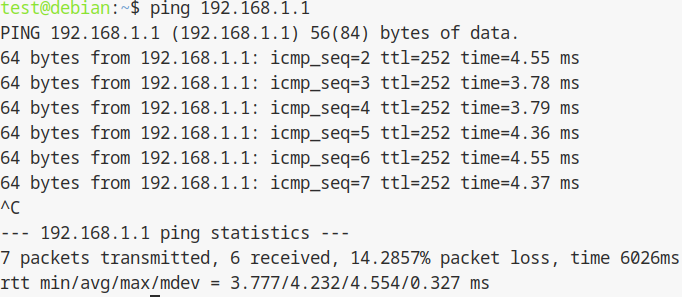 test@debian:~$ ping 192.168.1.1
PING 192.168.1.1 (192.168.1.1) 56(84) bytes of data.
64 bytes from 192.168.1.1: icmp_seq=2 ttl=252 time=4.55 ms
64 bytes from 192.168.1.1: icmp_seq=3 ttl=252 time=3.78 ms
64 bytes from 192.168.1.1: icmp_seq=4 ttl=252 time=3.79 ms
64 bytes from 192.168.1.1: icmp_seq=5 ttl=252 time=4.36 ms
64 bytes from 192.168.1.1: icmp_seq=6 ttl=252 time=4.55 ms
64 bytes from 192.168.1.1: icmp_seq=7 ttl=252 time=4.37 ms
^C
--- 192.168.1.1 ping statistics ---
7 packets transmitted, 6 received, 14.2857% packet loss, time 6026ms
rtt min/avg/max/mdev = 3.777/4.232/4.554/0.327 ms